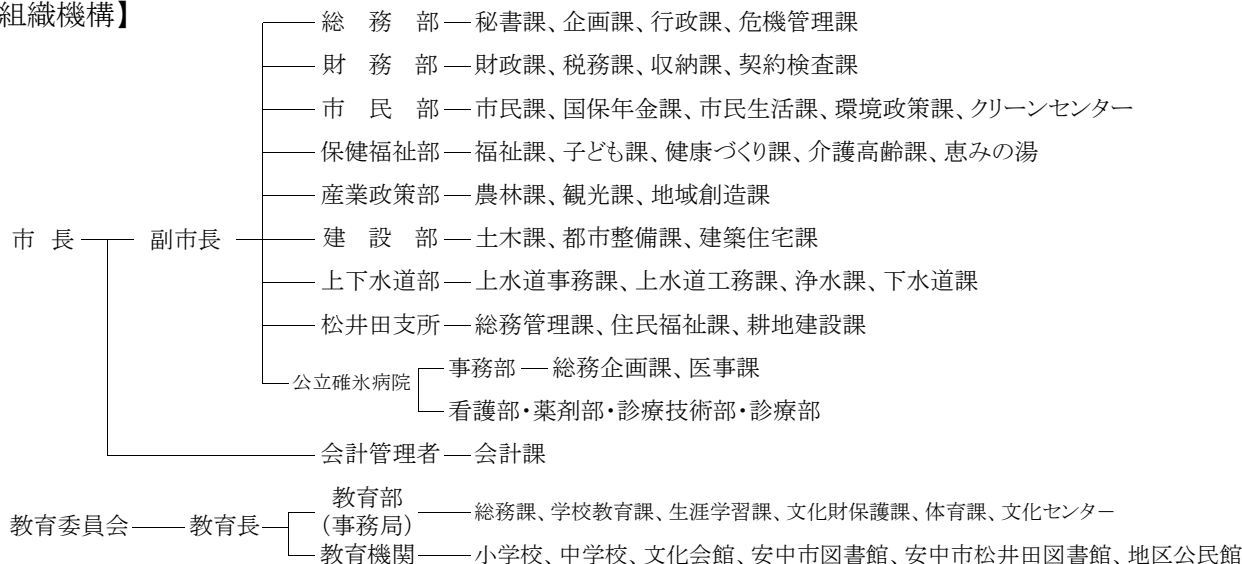 組織機構】
総務部 秘書課、企画課、行政課、危機管理課
財務部 財政課、税務課、収納課、契約検査課
市民部 市民課、国保年金課、市民生活課、環境政策課、クリーンセンター
保健福祉部 福祉課、子ども課、健康づくり課、介護高齢課、恵みの湯
産業政策部 農林課、観光課、地域創造課
市長 副市長 建設部 土木課、都市整備課、建築住宅課
上下水道部 上水道事務課、上水道工務課、浄水課、下水道課
松井田支所 総務管理課、住民福祉課、耕地建設課
公立碓氷病院 事務部 総務企画課、医事課
看護部・薬剤部・診療技術部・診療部
会計管理者 会計課
教育委員会 教育長 教育部
(事務局) 総務課、学校教育課、生涯学習課、文化財保護課、体育課、文化センター
教育機関 小学校、中学校、文化会館、安中市図書館、安中市松井田図書館、地区公民館